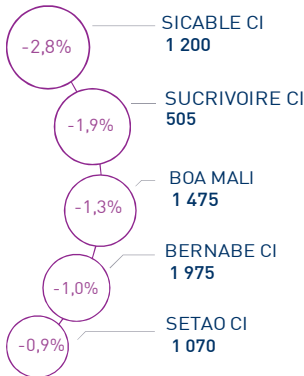 -2,8%
SICABLE CI
1 200
-1,9%
SUCRIVOIRE CI
505
-1,3%
BOA MALI
1 475
-1,0%
BERNABE CI
1 975
-0,9%
SETAO CI
1 070